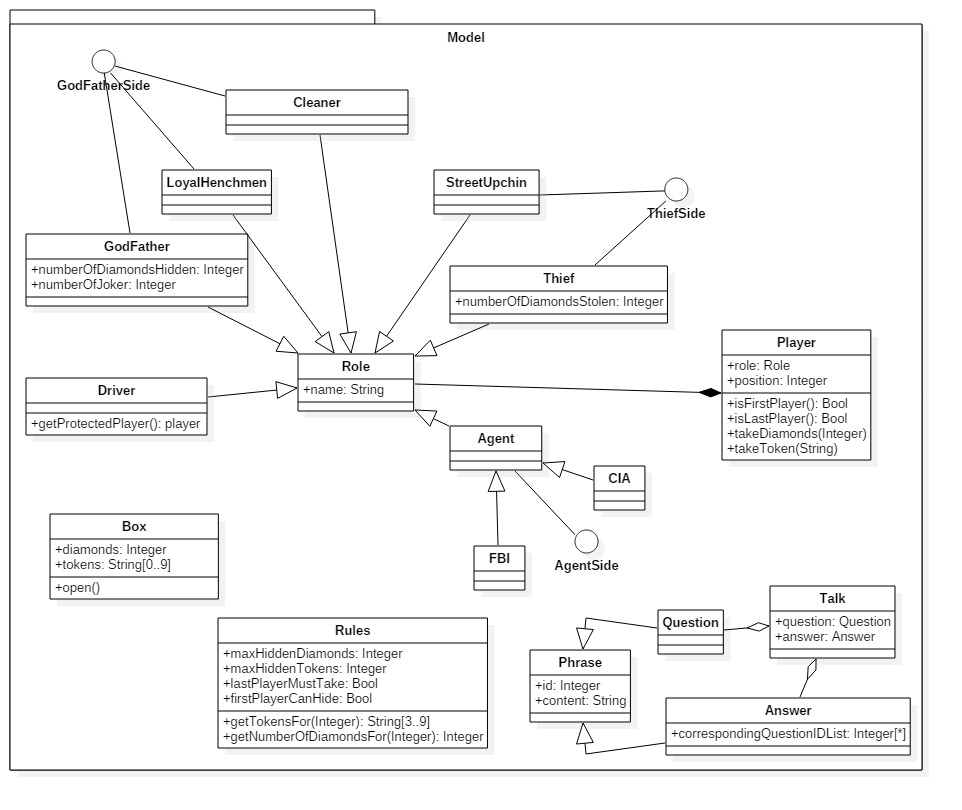 Model
GodFatherSide
Cleaner
LoyalHenchmen
StreetUpchin
ThiefSide
GodFather
+numberOfDiamondsHidden: Integer
+numberOfJoker: Integer
Thief
+numberOfDiamondsStolen: Integer
Role
+name: String
Player
+role: Role
+position: Integer
+isFirstPlayer(): Bool
+isLastPlayer(): Bool
+takeDiamonds(Integer)
+takeToken(String)
Driver
+getProtectedPlayer(): player
Agent
CIA
FBI
AgentSide
Box
+diamonds: Integer
+tokens: String[0..9]
+open()
Rules
+maxHiddenDiamonds: Integer
+maxHiddenTokens: Integer
+lastPlayerMustTake: Bool
+firstPlayerCanHide: Bool
+getTokensFor(Integer): String[3..9]
+getNumberOfDiamondsFor(Integer): Integer
Question
Talk
+question: Question
+answer: Answer
Phrase
+id: Integer
+content: String
Answer
+correspondingQuestionIDList: Integer[*]